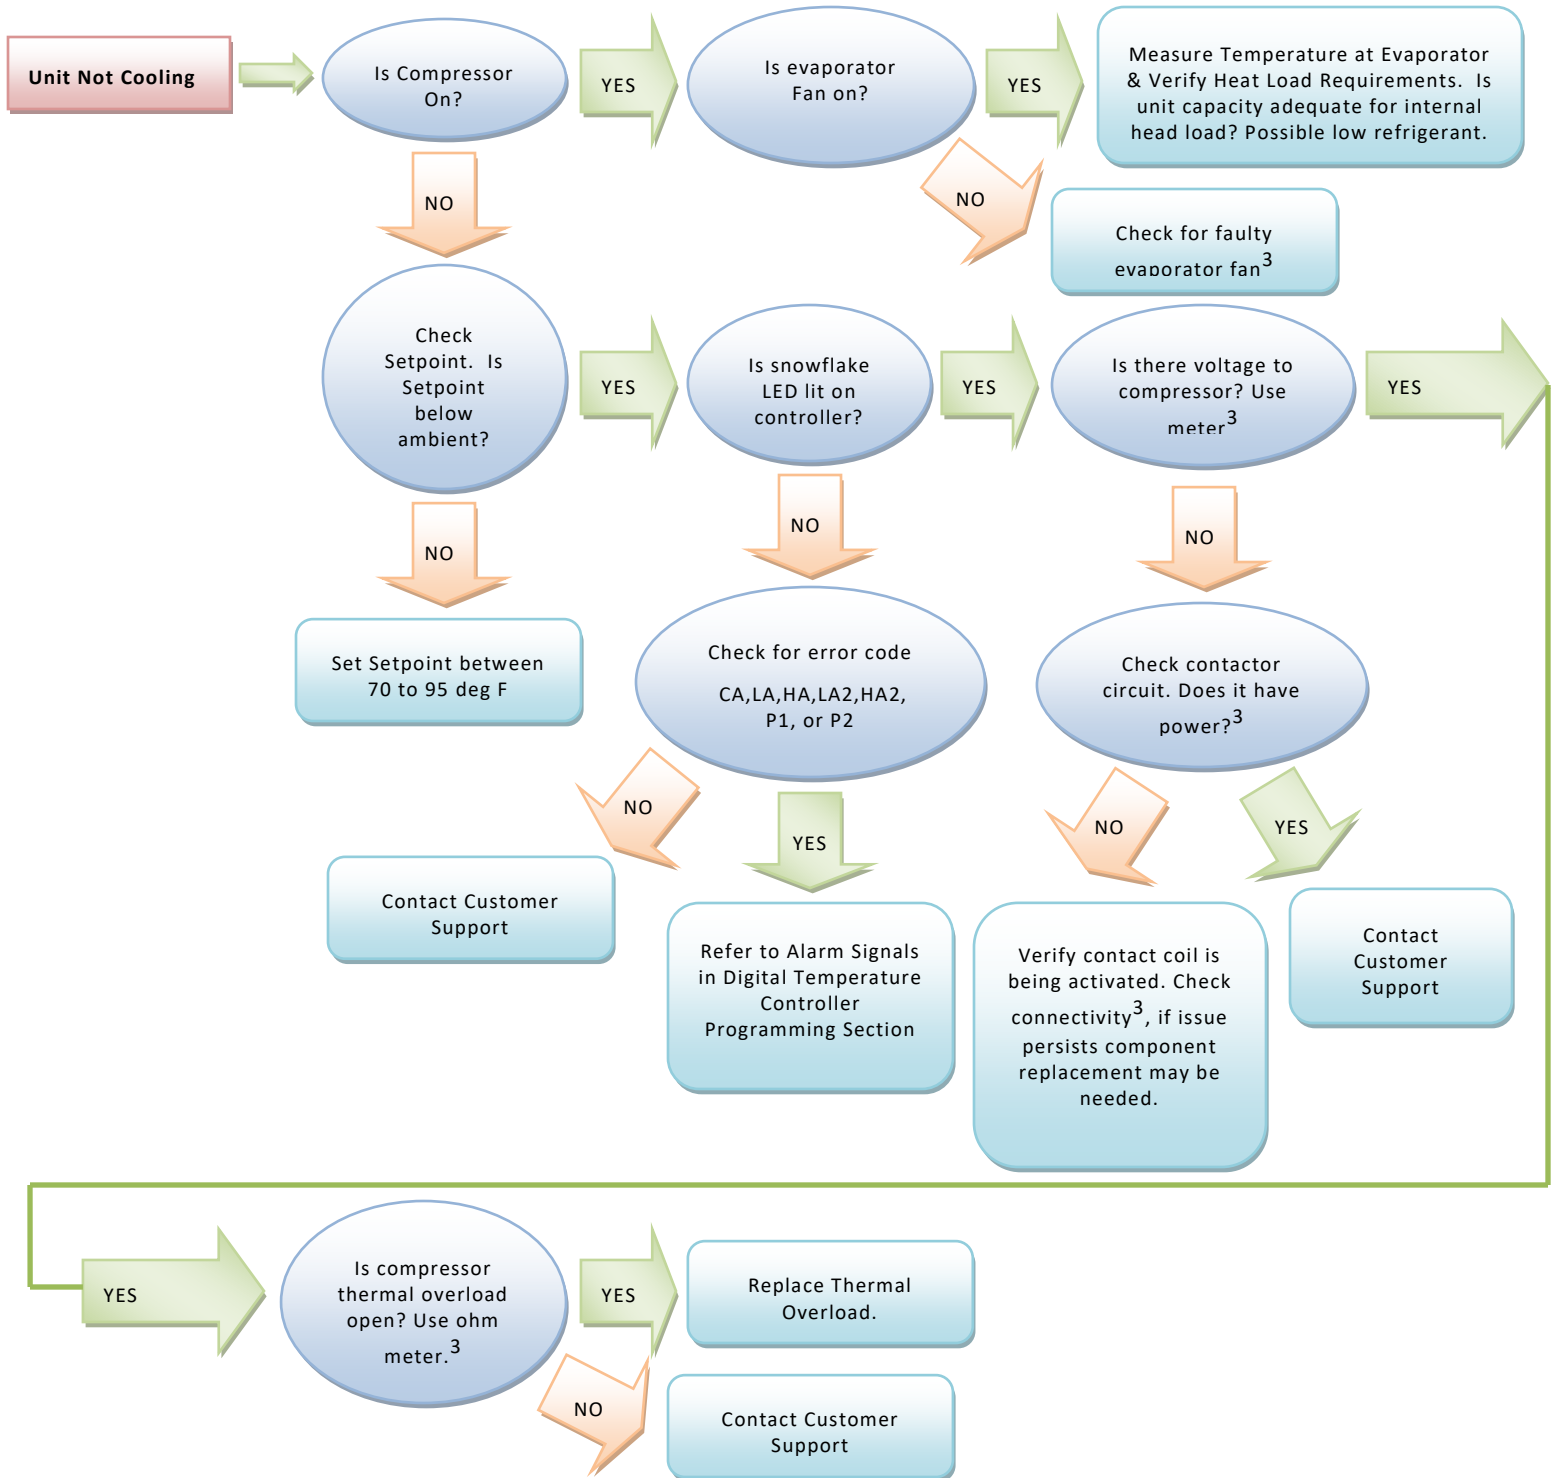 Unit Not Cooling
Is Compressor
On?
YES
Is evaporator
Fan on?
YES
Measure Temperature at Evaporator
& Verify Heat Load Requirements.  Is
unit capacity adequate for internal
head load? Possible low refrigerant.
NO
NO
Check for faulty
evaporator fan3
Check
Setpoint.  Is
Setpoint
below
ambient?
YES
Is snowflake
LED lit on
controller?
YES
Is there voltage to
compressor? Use
meter3
YES
NO
NO
NO
Set Setpoint between
70 to 95 deg F
Check for error code
CA,LA,HA,LA2,HA2,
P1, or P2
Check contactor
circuit. Does it have
power?3
NO
YES
NO
YES
Contact Customer
Support
Refer to Alarm Signals
in Digital Temperature
Controller
Programming Section
Verify contact coil is
being activated. Check
connectivity3, if issue
persists component
replacement may be
needed.
Contact
Customer
Support
YES
Is compressor
thermal overload
open? Use ohm
meter.3
YES
Replace Thermal
Overload.
NO
Contact Customer
Support